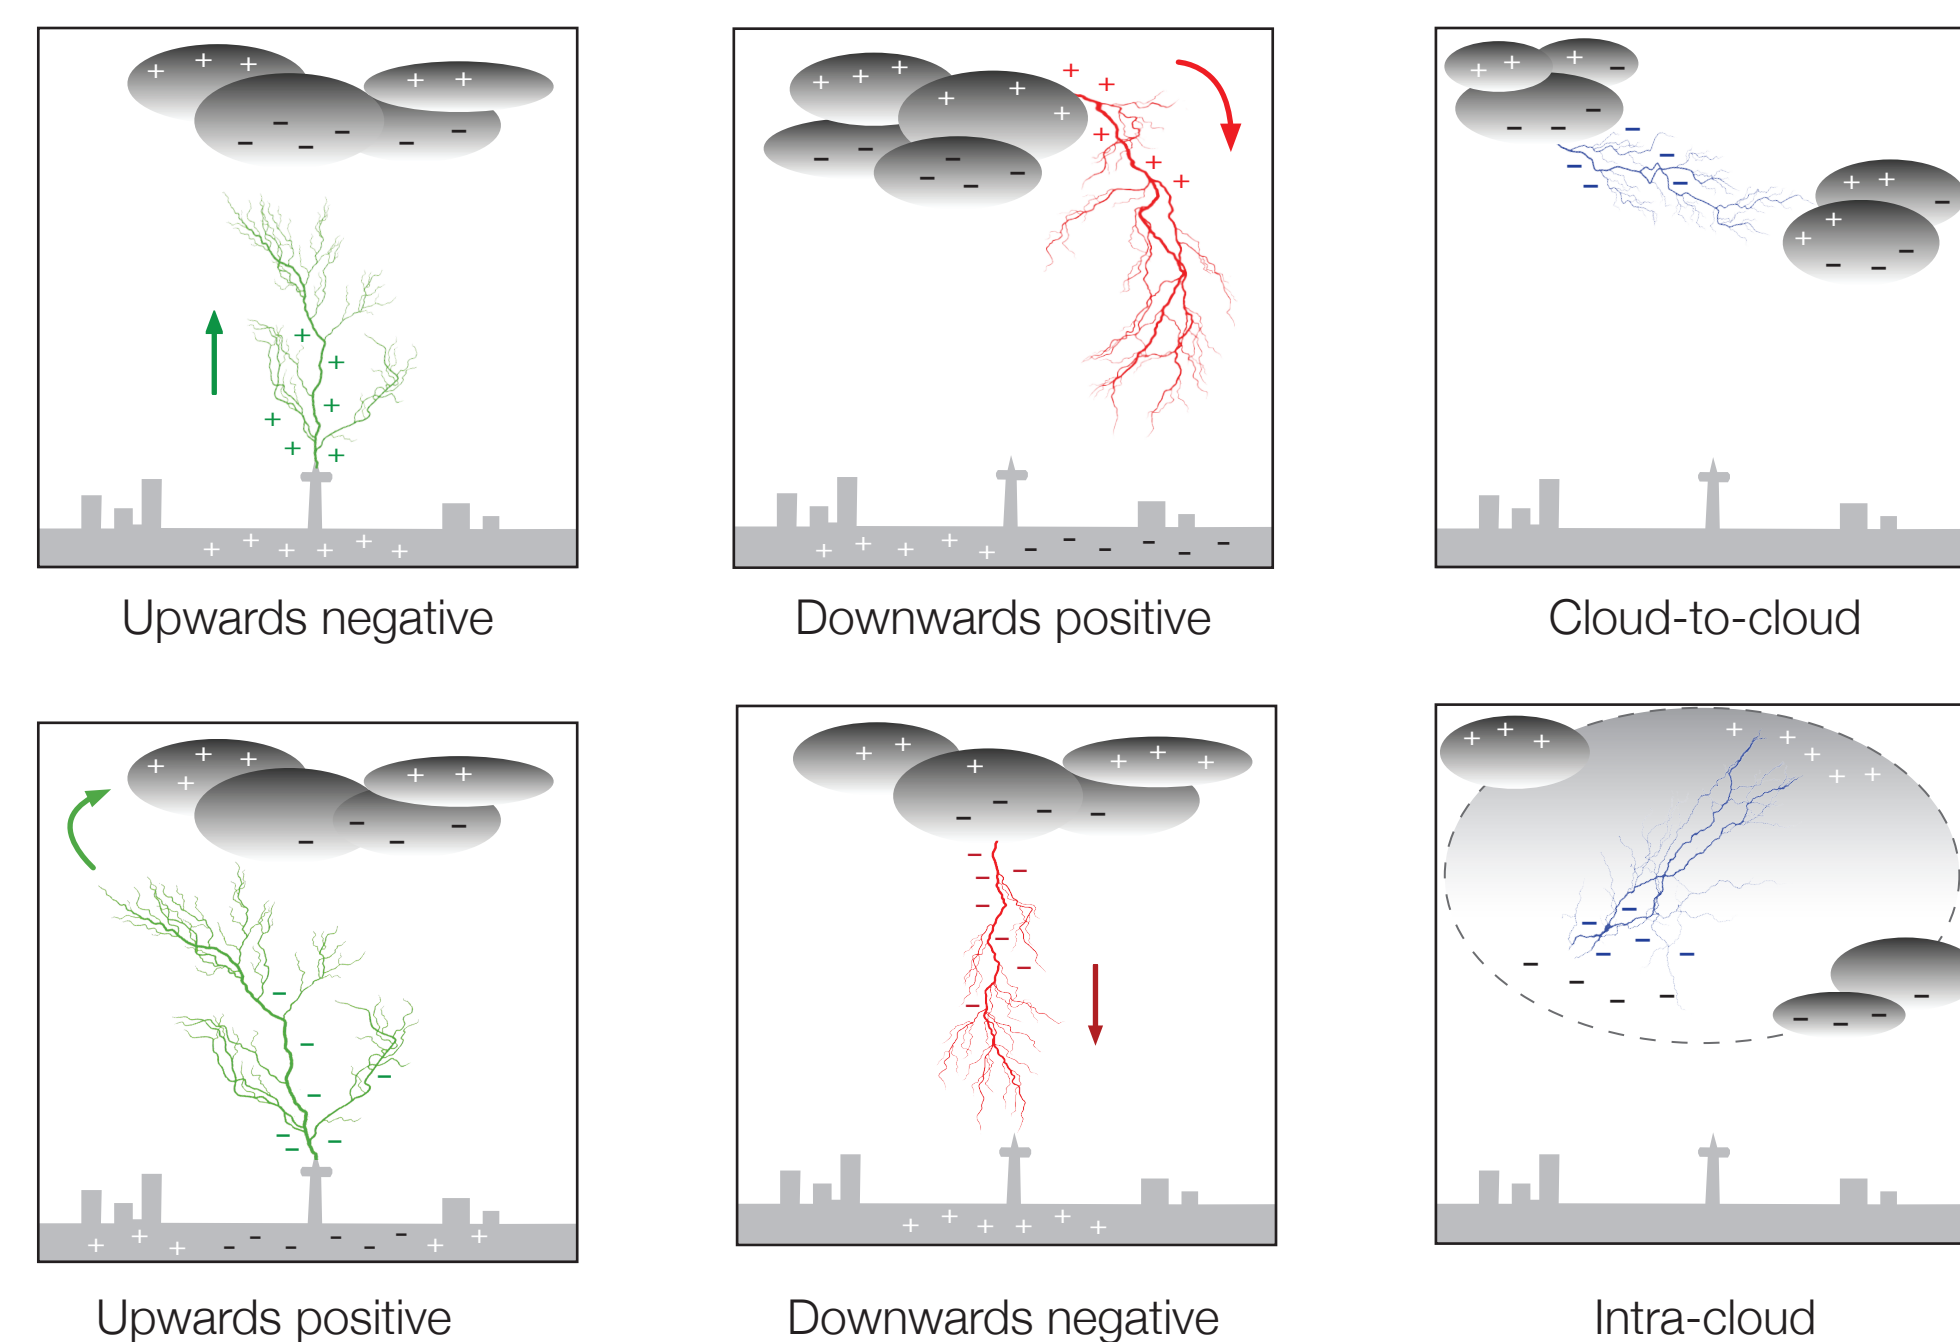 Upwards negative
Downwards positive
Cloud-to-cloud
Upwards positive
Downwards negative
Intra-cloud